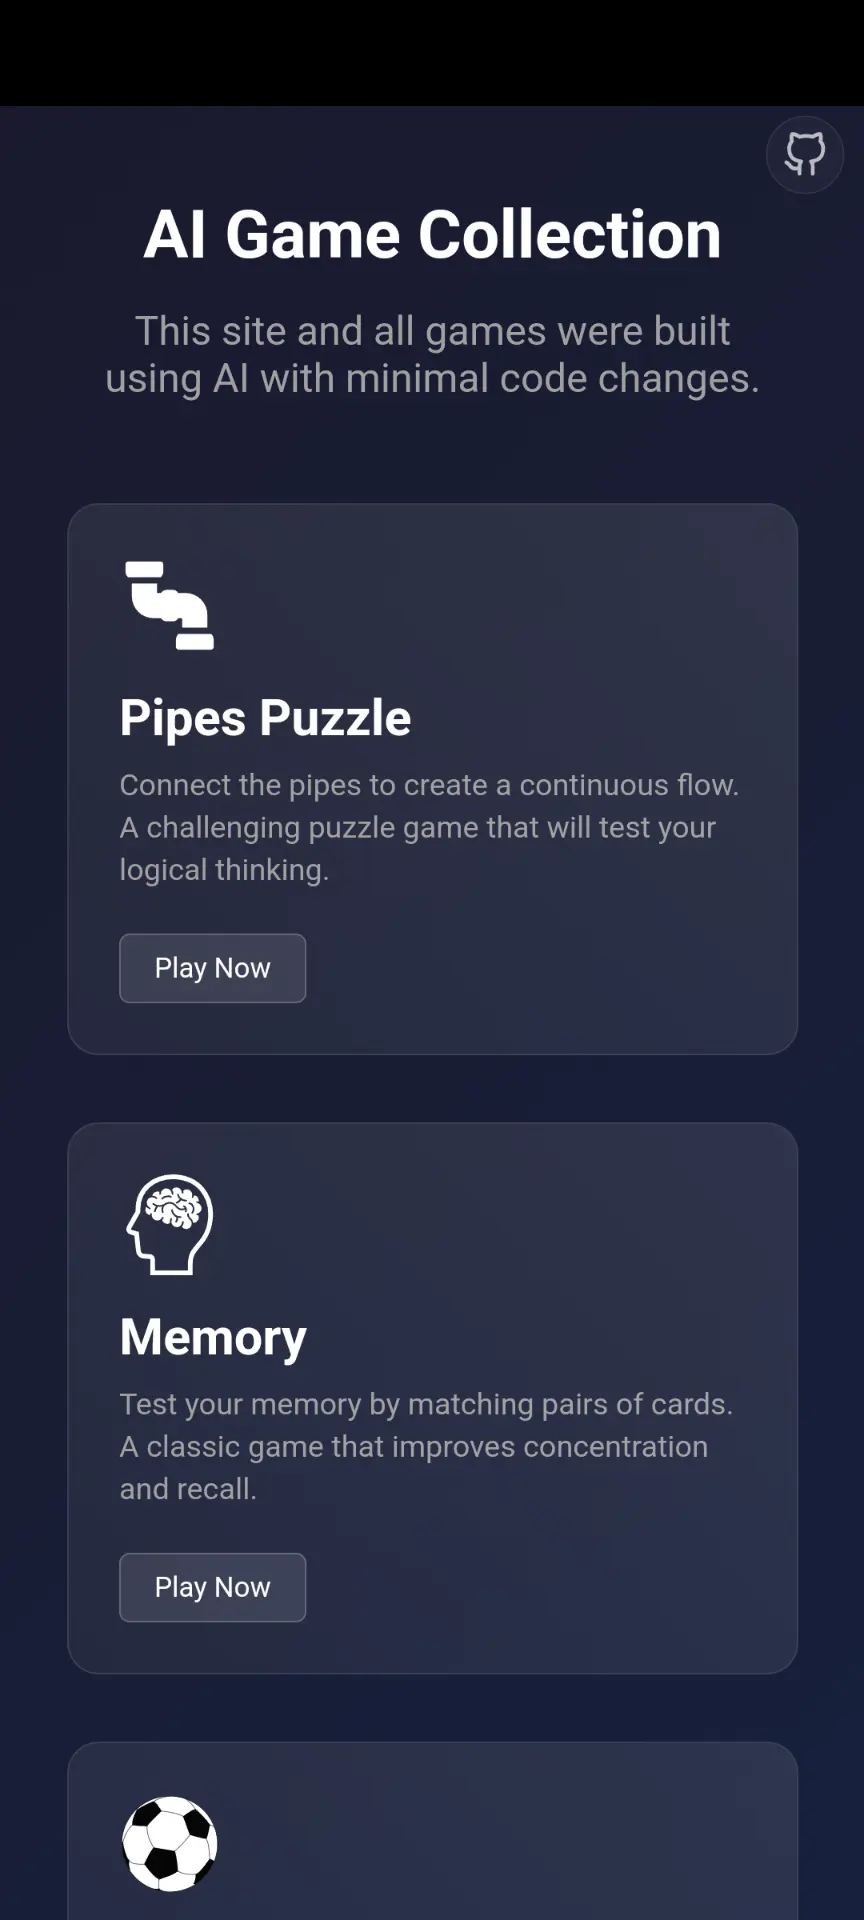 AI Game Collection
This site and all games were built
using AI with minimal code changes.
Pipes Puzzle
Connect the pipes to create a continuous flow.
A challenging puzzle game that will test your
logical thinking.
Play Now
Memory
Test your memory by matching pairs of cards.
A classic game that improves concentration
and recall.
Play Now